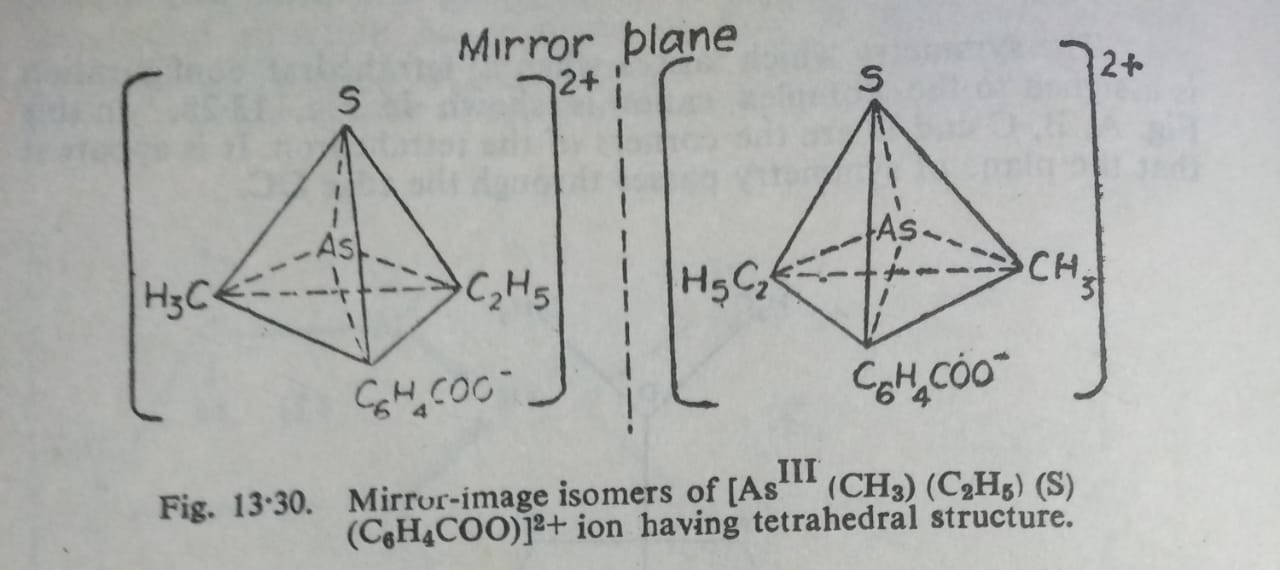 Mirror plane
2+
2+
S
S
As
As
H₃C
C₂H₅
H₅C₂
CH₃
C₆H₄COO⁻
C₆H₄COO⁻
Fig. 13·30. Mirror-image isomers of [Asᴵᴵᴵ (CH₃) (C₂H₅) (S)
(C₆H₄COO)]²⁺ ion having tetrahedral structure.